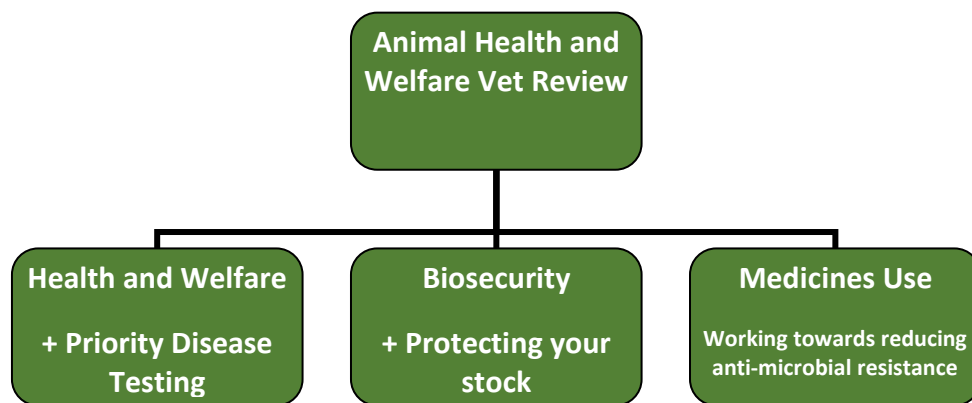 Animal Health and
Welfare Vet Review
Health and Welfare
+ Priority Disease
Testing
Biosecurity
+ Protecting your
stock
Medicines Use
Working towards reducing
anti-microbial resistance